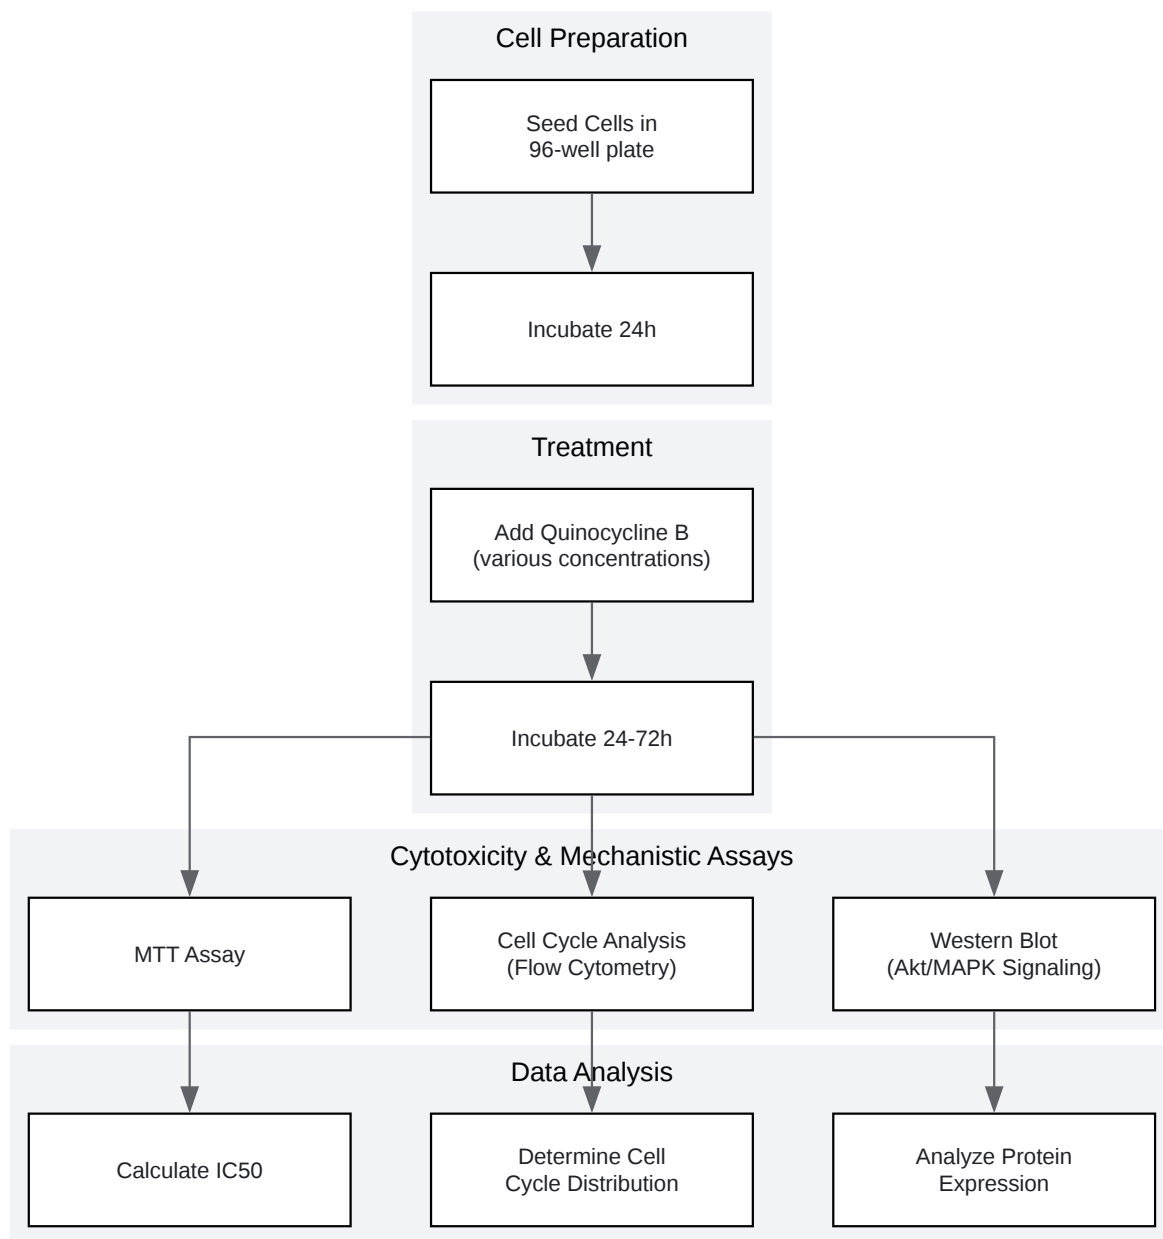 Cell Preparation
Seed Cells in
96-well plate
Incubate 24h
Treatment
Add Quinocycline B
(various concentrations)
Incubate 24-72h
Cytotoxicity & Mechanistic Assays
MTT Assay
Cell Cycle Analysis
(Flow Cytometry)
Western Blot
(Akt/MAPK Signaling)
Data Analysis
Calculate IC50
Determine Cell
Cycle Distribution
Analyze Protein
Expression